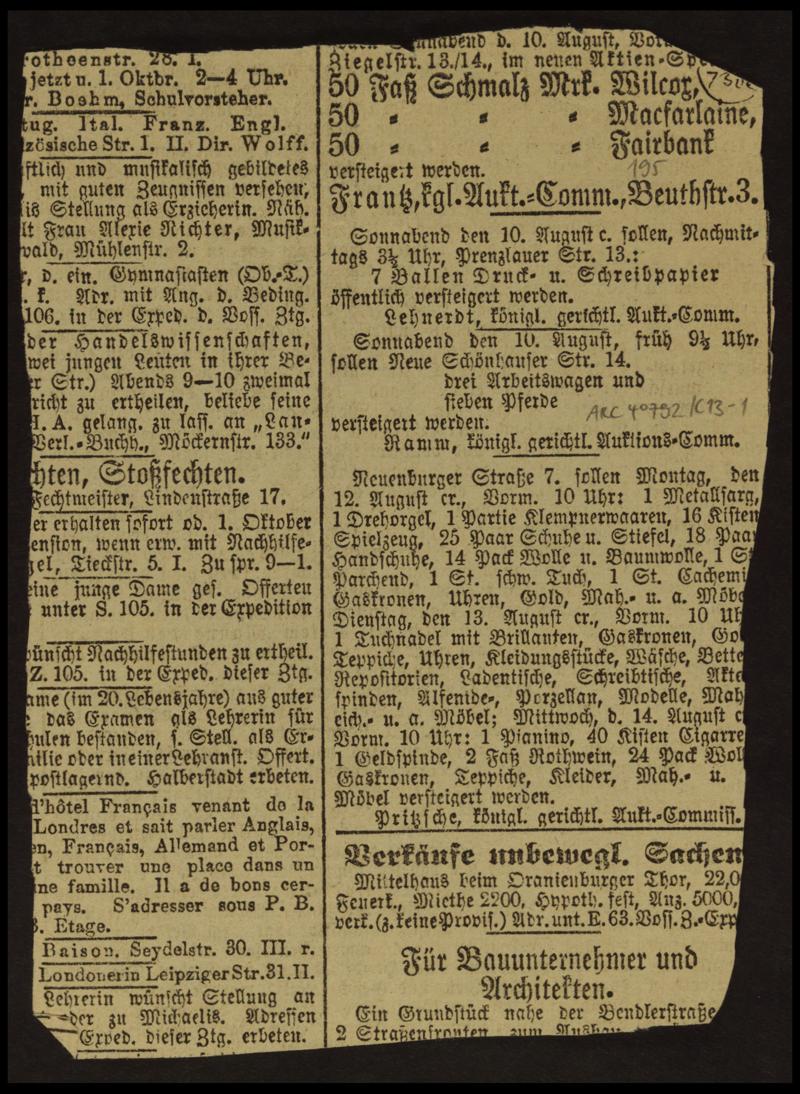 rotheenstr. 28. I.
jetzt u. 1. Oktbr. 2—4 Uhr.
r. Boehm, Schulvorsteher.
zug. Ital. Franz. Engl.
zösische Str. 1. II. Dir. Wolff.
ftlich und musikalisch gebildetes
, mit guten Zeugnissen versehen,
is Stellung als Erzieherin. Näh.
lt Frau Alexie Richter, Musik-
wald, Mühlenstr. 2.
r, d. ein. Gymnasiasten (Ob.-T.)
. k. Adr. mit Ang. d. Beding.
106. in der Exped. d. Voss. Ztg.
der Handelswissenschaften,
wei jungen Leuten in ihrer Be-
r Str.) Abends 9—10 zweimal
richt zu ertheilen, beliebe seine
I. A. gelang. zu lass. an „Lan-
Verl.-Buchh., Möckernstr. 133."
hten, Stoßfechten.
Fechtmeister, Lindenstraße 17.
er erhalten sofort od. 1. Oktober
ension, wenn erw. mit Nachhilfe-
gel, Tieckstr. 5. I. Zu spr. 9—1.
eine junge Dame ges. Offerten
unter S. 105. in der Expedition
wünscht Nachhilfestunden zu ertheil.
Z. 105. in der Exped. dieser Ztg.
ame (im 20. Lebensjahre) aus guter
das Examen als Lehrerin für
hulen bestanden, s. Stell. als Er-
milie oder in einer Lehranst. Offert.
postlagernd. Halberstadt erbeten.
d'hôtel Français venant de la
Londres et sait parler Anglais,
en, Français, Allemand et Por-
t trouver une place dans un
ne famille. Il a de bons cer-
pays. S'adresser sous P. B.
3. Etage.
Baison, Seydelstr. 30. III. r.
Londonerin Leipziger Str. 31. II.
Lehrerin wünscht Stellung an
der zu Michaelis. Adressen
Exped. dieser Ztg. erbeten.
d. 10. August, Vor
Ziegelstr. 13./14., im neuen Aktien-Spe
50 Faß Schmalz Mrk. Wilcox,
50 " " " Macfarlaine,
50 " " " Fairbank
versteigert werden. 195
Frantz, kgl. Aukt.-Comm., Beuthstr. 3.
Sonnabend den 10. August c. sollen, Nachmit-
tags 3½ Uhr, Prenzlauer Str. 13.:
7 Ballen Druck- u. Schreibpapier
öffentlich versteigert werden.
Lehnerdt, königl. gerichtl. Aukt.-Comm.
Sonnabend den 10. August, früh 9½ Uhr,
sollen Neue Schönhauser Str. 14.
drei Arbeitswagen und
sieben Pferde
ARC 4° 792/C13-1
versteigert werden.
Ramm, königl. gerichtl. Auktions-Comm.
Neuenburger Straße 7. sollen Montag, den
12. August cr., Vorm. 10 Uhr: 1 Metallsarg,
1 Drehorgel, 1 Partie Klempnerwaaren, 16 Kisten
Spielzeug, 25 Paar Schuhe u. Stiefel, 18 Paar
Handschuhe, 14 Pack Wolle u. Baumwolle, 1 St
Parchend, 1 St. schw. Tuch, 1 St. Cachemi
Gaskronen, Uhren, Gold, Mah.- u. a. Möbe
Dienstag, den 13. August cr., Vorm. 10 Uh
1 Tuchnadel mit Brillanten, Gaskronen, Go
Teppiche, Uhren, Kleidungsstücke, Wäsche, Bette
Repositorien, Ladentische, Schreibtische, Akte
spinden, Alfenide-, Porzellan, Modelle, Mah
eich.- u. a. Möbel; Mittwoch, d. 14. August c
Vorm. 10 Uhr: 1 Pianino, 40 Kisten Cigarre
1 Geldspinde, 2 Faß Rothwein, 24 Pack Wol
Gaskronen, Teppiche, Kleider, Mah.- u.
Möbel versteigert werden.
Pritzsche, königl. gerichtl. Aukt.-Commiss.
Verkäufe unbewegl. Sachen
Mittelhaus beim Oranienburger Thor, 22,0
Feuerk., Miethe 2200, Hypoth. fest, Anz. 5000,
verk. (z. keine Provis.) Adr. unt. E. 63. Voss. Z.-Exp
Für Bauunternehmer und
Architekten.
Ein Grundstück nahe der Bendlerstraße
2 Straßenfronten zum